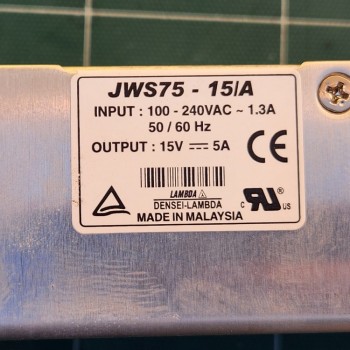 JWS75 - 15/A
INPUT : 100 - 240VAC ~ 1.3A
50 / 60 Hz
OUTPUT : 15V ⎓ 5A
CE
LAMBDA
DENSEI-LAMBDA
MADE IN MALAYSIA
c RU US